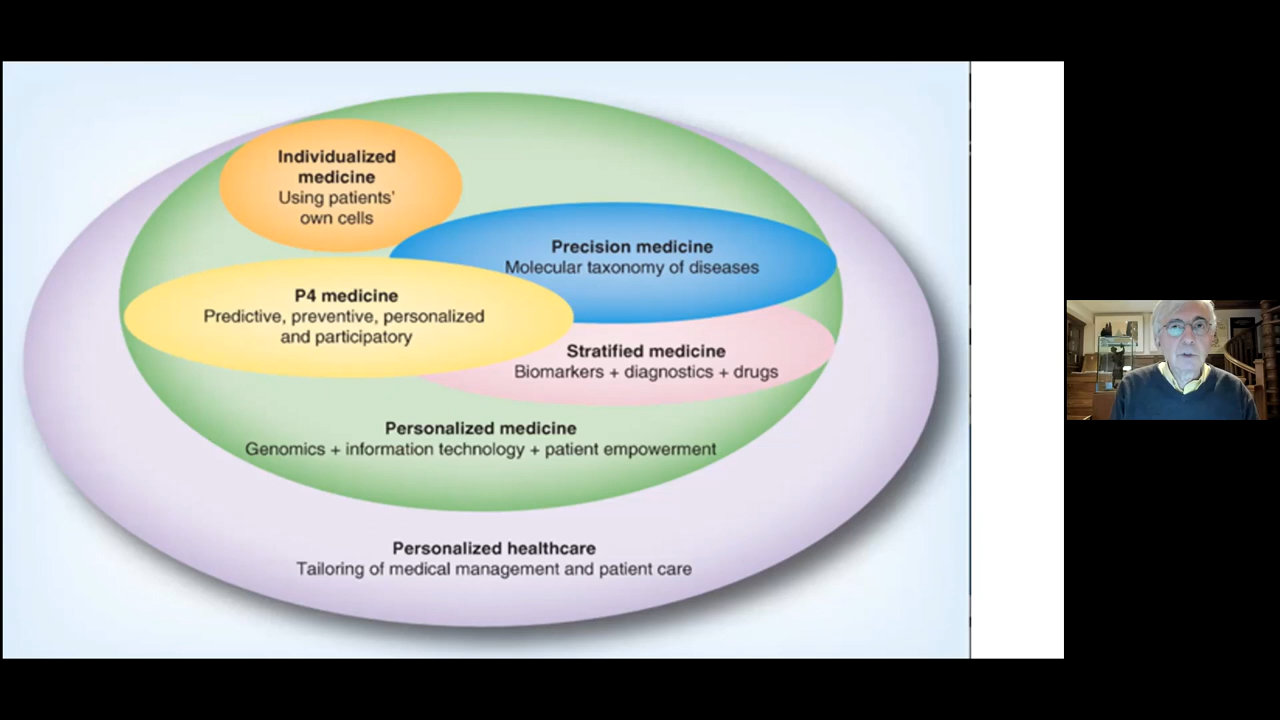 Individualized
medicine
Using patients'
own cells
Precision medicine
Molecular taxonomy of diseases
P4 medicine
Predictive, preventive, personalized
and participatory
Stratified medicine
Biomarkers + diagnostics + drugs
Personalized medicine
Genomics + information technology + patient empowerment
Personalized healthcare
Tailoring of medical management and patient care